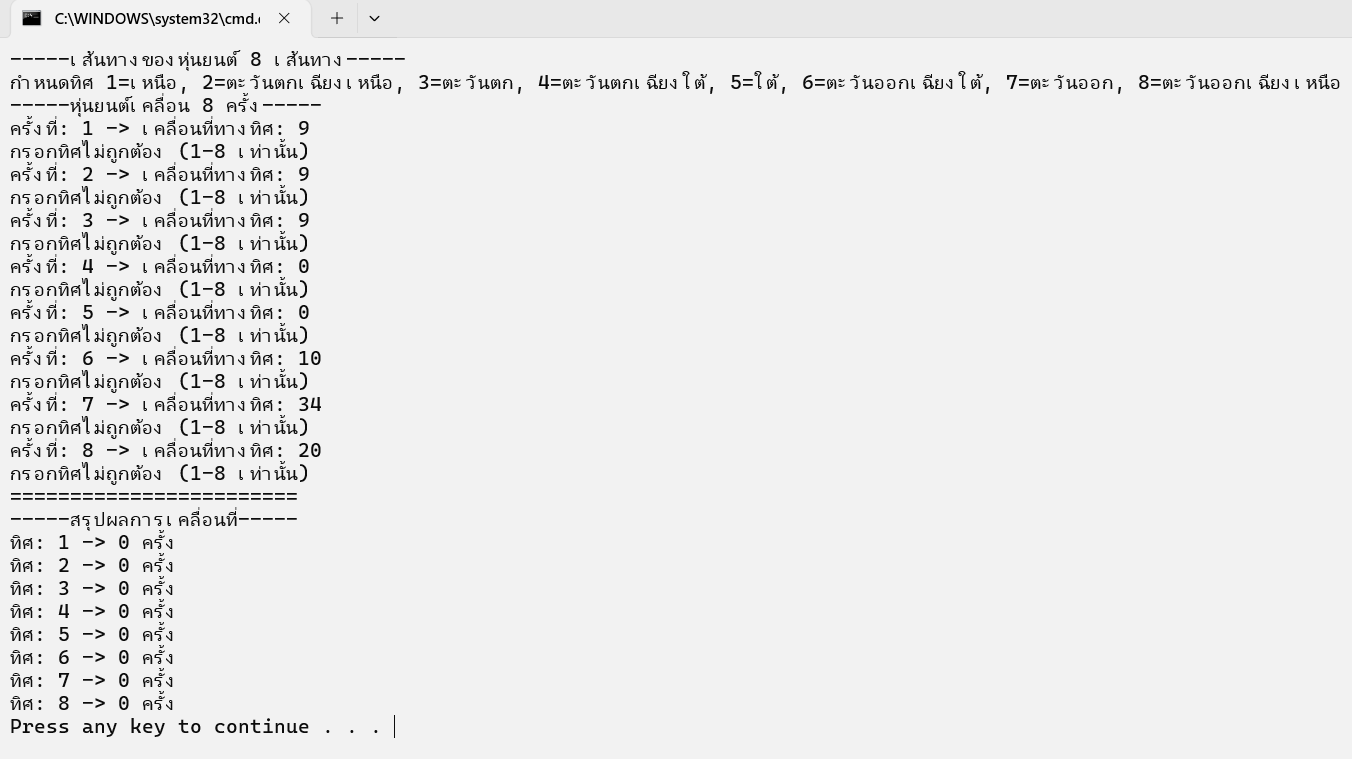 C:\WINDOWS\system32\cmd.
-----เส้นทางของหุ่นยนต์ 8 เส้นทาง-----
กำหนดทิศ 1=เหนือ, 2=ตะวันตกเฉียงเหนือ, 3=ตะวันตก, 4=ตะวันตกเฉียงใต้, 5=ใต้, 6=ตะวันออกเฉียงใต้, 7=ตะวันออก, 8=ตะวันออกเฉียงเหนือ
-----หุ่นยนต์เคลื่อน 8 ครั้ง-----
ครั้งที่: 1 -> เคลื่อนที่ทางทิศ: 9
กรอกทิศไม่ถูกต้อง (1-8 เท่านั้น)
ครั้งที่: 2 -> เคลื่อนที่ทางทิศ: 9
กรอกทิศไม่ถูกต้อง (1-8 เท่านั้น)
ครั้งที่: 3 -> เคลื่อนที่ทางทิศ: 9
กรอกทิศไม่ถูกต้อง (1-8 เท่านั้น)
ครั้งที่: 4 -> เคลื่อนที่ทางทิศ: 0
กรอกทิศไม่ถูกต้อง (1-8 เท่านั้น)
ครั้งที่: 5 -> เคลื่อนที่ทางทิศ: 0
กรอกทิศไม่ถูกต้อง (1-8 เท่านั้น)
ครั้งที่: 6 -> เคลื่อนที่ทางทิศ: 10
กรอกทิศไม่ถูกต้อง (1-8 เท่านั้น)
ครั้งที่: 7 -> เคลื่อนที่ทางทิศ: 34
กรอกทิศไม่ถูกต้อง (1-8 เท่านั้น)
ครั้งที่: 8 -> เคลื่อนที่ทางทิศ: 20
กรอกทิศไม่ถูกต้อง (1-8 เท่านั้น)
========================
-----สรุปผลการเคลื่อนที่-----
ทิศ: 1 -> 0 ครั้ง
ทิศ: 2 -> 0 ครั้ง
ทิศ: 3 -> 0 ครั้ง
ทิศ: 4 -> 0 ครั้ง
ทิศ: 5 -> 0 ครั้ง
ทิศ: 6 -> 0 ครั้ง
ทิศ: 7 -> 0 ครั้ง
ทิศ: 8 -> 0 ครั้ง
Press any key to continue . . .